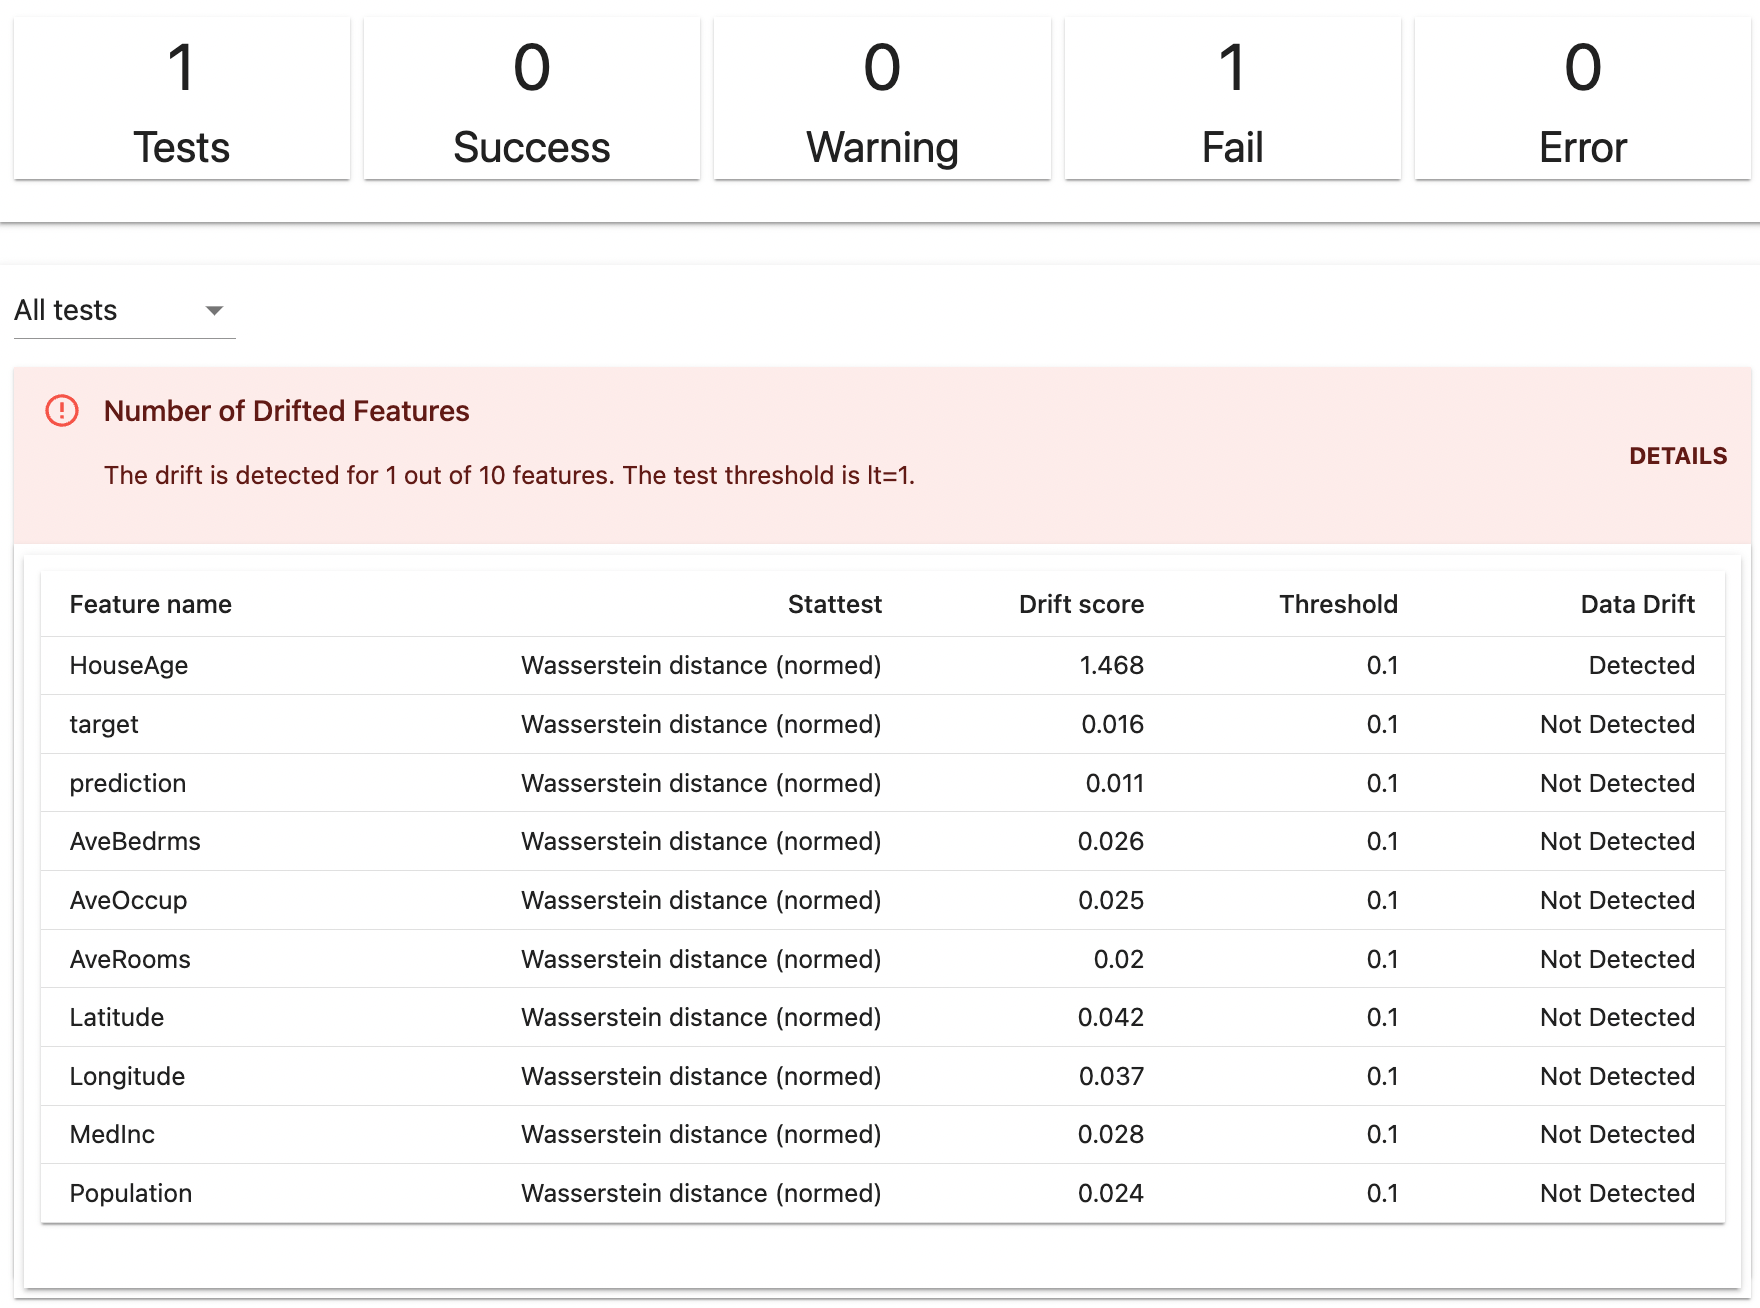 1 0 0 1 0
Tests Success Warning Fail Error
All tests
Number of Drifted Features
The drift is detected for 1 out of 10 features. The test threshold is lt=1.
DETAILS
Feature name Stattest Drift score Threshold Data Drift
HouseAge Wasserstein distance (normed) 1.468 0.1 Detected
target Wasserstein distance (normed) 0.016 0.1 Not Detected
prediction Wasserstein distance (normed) 0.011 0.1 Not Detected
AveBedrms Wasserstein distance (normed) 0.026 0.1 Not Detected
AveOccup Wasserstein distance (normed) 0.025 0.1 Not Detected
AveRooms Wasserstein distance (normed) 0.02 0.1 Not Detected
Latitude Wasserstein distance (normed) 0.042 0.1 Not Detected
Longitude Wasserstein distance (normed) 0.037 0.1 Not Detected
MedInc Wasserstein distance (normed) 0.028 0.1 Not Detected
Population Wasserstein distance (normed) 0.024 0.1 Not Detected